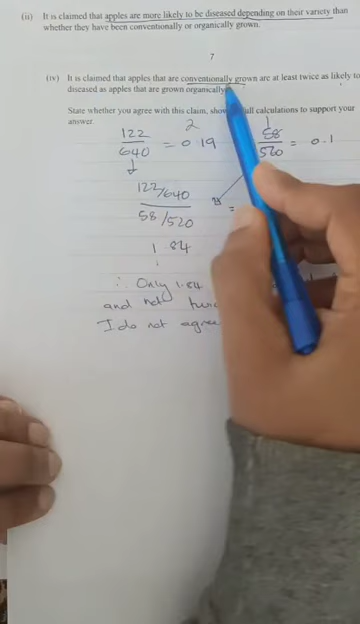 (ii) It is claimed that apples are more likely to be diseased depending on their variety than
whether they have been conventionally or organically grown.
7
(iv) It is claimed that apples that are conventionally grown are at least twice as likely to
diseased as apples that are grown organically.
State whether you agree with this claim, full calculations to support your
answer.
2
122/640 = 0.19
58/520 = 0.1
122/640
58/520
=
1.84
∴ Only 1.84
and not
I do not agree